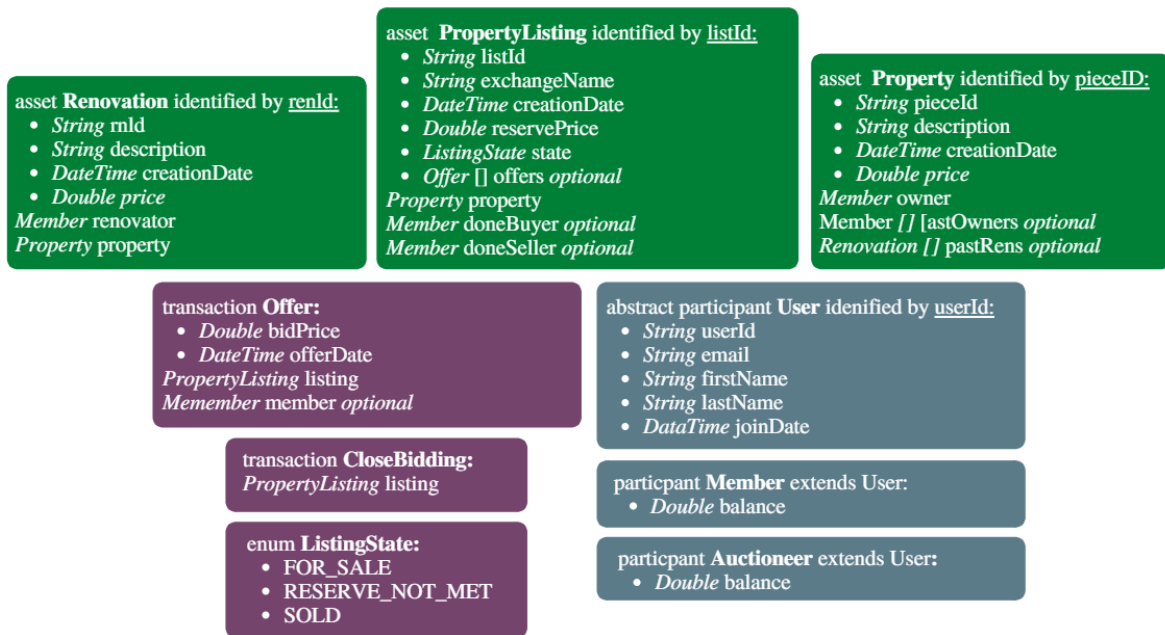 asset Renovation identified by renId:
• String rnId
• String description
• DateTime creationDate
• Double price
Member renovator
Property property
asset PropertyListing identified by listId:
• String listId
• String exchangeName
• DateTime creationDate
• Double reservePrice
• ListingState state
• Offer [] offers optional
Property property
Member doneBuyer optional
Member doneSeller optional
asset Property identified by pieceID:
• String pieceId
• String description
• DateTime creationDate
• Double price
Member owner
Member [] [astOwners optional
Renovation [] pastRens optional
transaction Offer:
• Double bidPrice
• DateTime offerDate
PropertyListing listing
Memember member optional
transaction CloseBidding:
PropertyListing listing
enum ListingState:
• FOR_SALE
• RESERVE_NOT_MET
• SOLD
abstract participant User idenified by userId:
• String userId
• String email
• String firstName
• String lastName
• DataTime joinDate
particpant Member extends User:
• Double balance
particpant Auctioneer extends User:
• Double balance